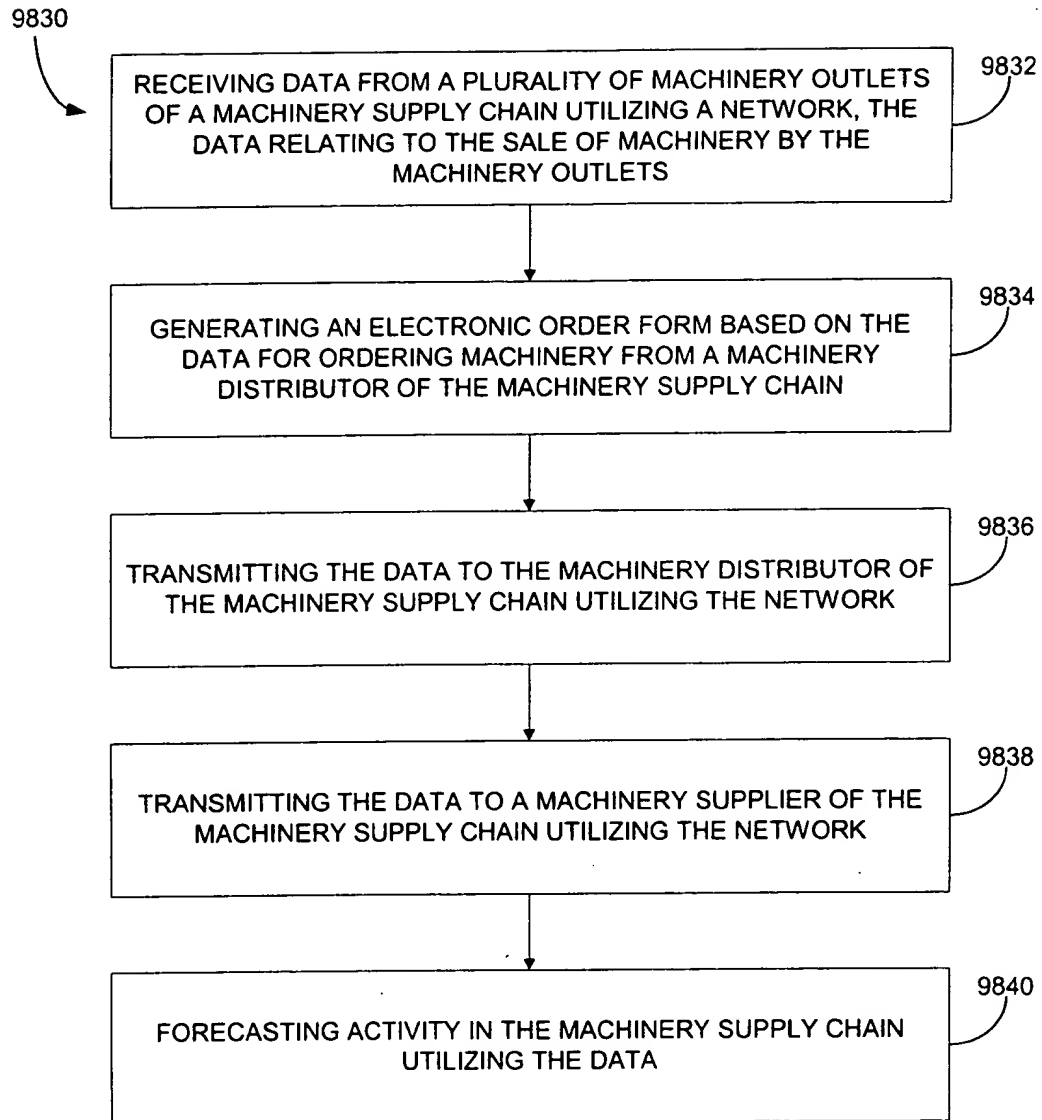 9830
RECEIVING DATA FROM A PLURALITY OF MACHINERY OUTLETS
OF A MACHINERY SUPPLY CHAIN UTILIZING A NETWORK, THE
DATA RELATING TO THE SALE OF MACHINERY BY THE
MACHINERY OUTLETS
9832
GENERATING AN ELECTRONIC ORDER FORM BASED ON THE
DATA FOR ORDERING MACHINERY FROM A MACHINERY
DISTRIBUTOR OF THE MACHINERY SUPPLY CHAIN
9834
TRANSMITTING THE DATA TO THE MACHINERY DISTRIBUTOR OF
THE MACHINERY SUPPLY CHAIN UTILIZING THE NETWORK
9836
TRANSMITTING THE DATA TO A MACHINERY SUPPLIER OF THE
MACHINERY SUPPLY CHAIN UTILIZING THE NETWORK
9838
FORECASTING ACTIVITY IN THE MACHINERY SUPPLY CHAIN
UTILIZING THE DATA
9840